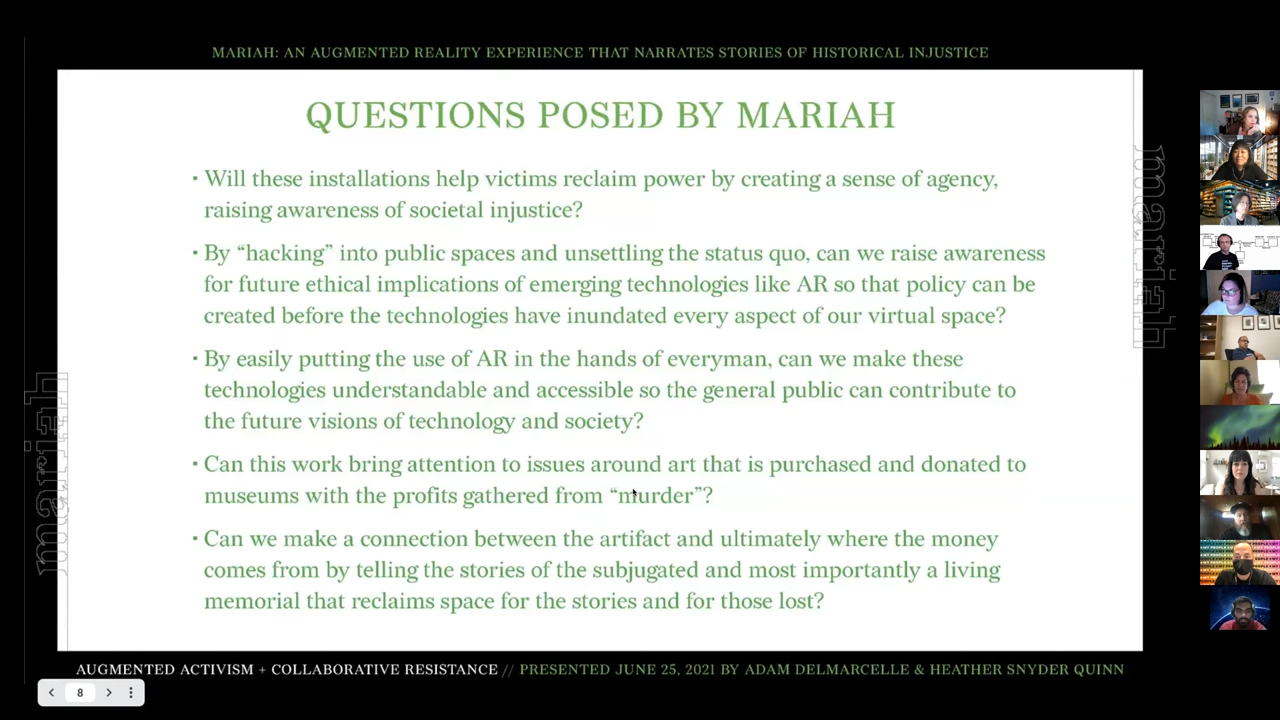 MARIAH: AN AUGMENTED REALITY EXPERIENCE THAT NARRATES STORIES OF HISTORICAL INJUSTICE
QUESTIONS POSED BY MARIAH
· Will these installations help victims reclaim power by creating a sense of agency,
raising awareness of societal injustice?
· By “hacking” into public spaces and unsettling the status quo, can we raise awareness
for future ethical implications of emerging technologies like AR so that policy can be
created before the technologies have inundated every aspect of our virtual space?
· By easily putting the use of AR in the hands of everyman, can we make these
technologies understandable and accessible so the general public can contribute to
the future visions of technology and society?
· Can this work bring attention to issues around art that is purchased and donated to
museums with the profits gathered from “murder”?
· Can we make a connection between the artifact and ultimately where the money
comes from by telling the stories of the subjugated and most importantly a living
memorial that reclaims space for the stories and for those lost?
mariah
mariah
AUGMENTED ACTIVISM + COLLABORATIVE RESISTANCE // PRESENTED JUNE 25, 2021 BY ADAM DELMARCELLE & HEATHER SNYDER QUINN
8